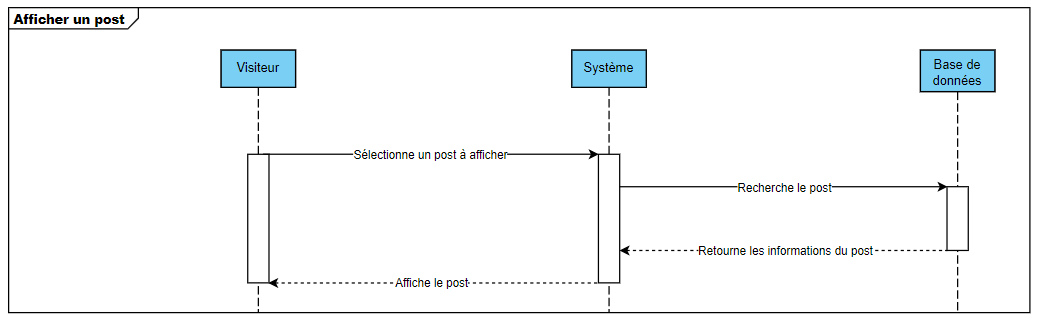 Afficher un post
Visiteur
Système
Base de
données
Sélectionne un post à afficher
Recherche le post
Retourne les informations du post
Affiche le post